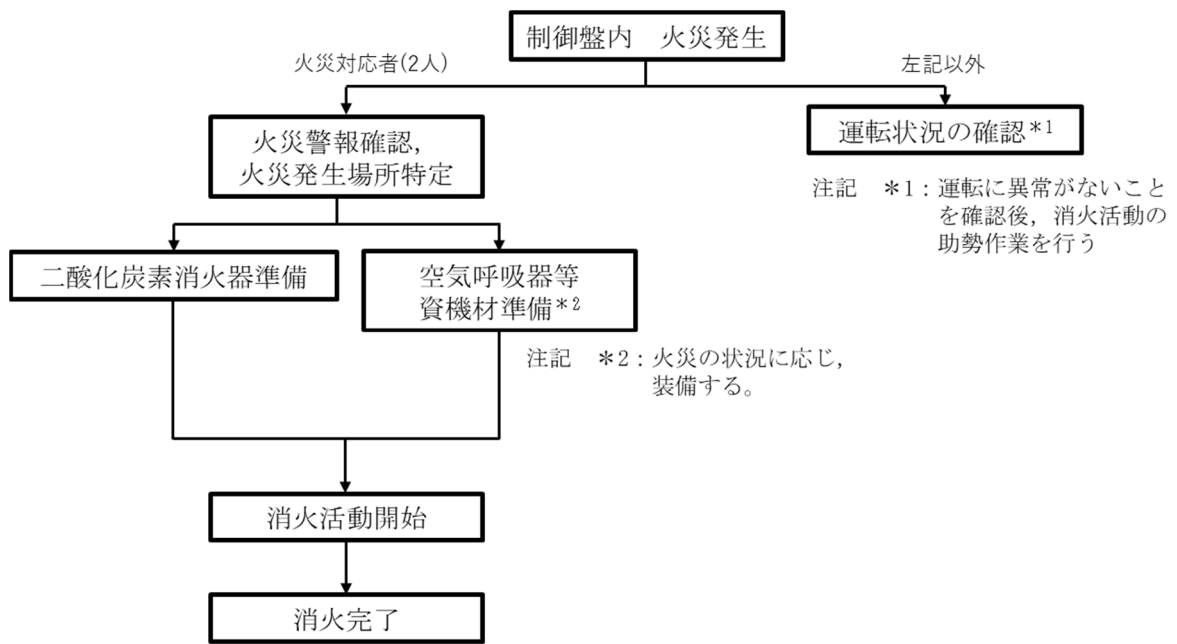 制御盤内　火災発生
火災対応者(2人)
左記以外
火災警報確認，
火災発生場所特定
運転状況の確認＊1
注記　＊1：運転に異常がないこと
を確認後，消火活動の
助勢作業を行う
二酸化炭素消火器準備
空気呼吸器等
資機材準備＊2
注記　＊2：火災の状況に応じ，
装備する。
消火活動開始
消火完了